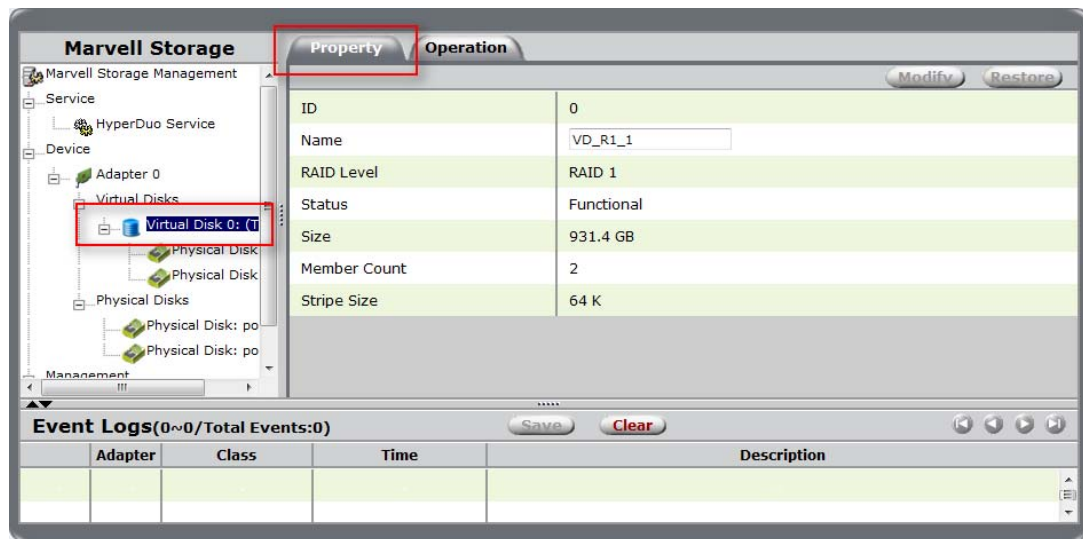 Marvell Storage
Property
Operation
Marvell Storage Management
Modify
Restore
Service
HyperDuo Service
Device
Adapter 0
Virtual Disks
Virtual Disk 0: (T
Physical Disk
Physical Disk
Physical Disks
Physical Disk: po
Physical Disk: po
Management
ID 0
Name VD_R1_1
RAID Level RAID 1
Status Functional
Size 931.4 GB
Member Count 2
Stripe Size 64 K
Event Logs(0~0/Total Events:0)
Save
Clear
Adapter Class Time Description